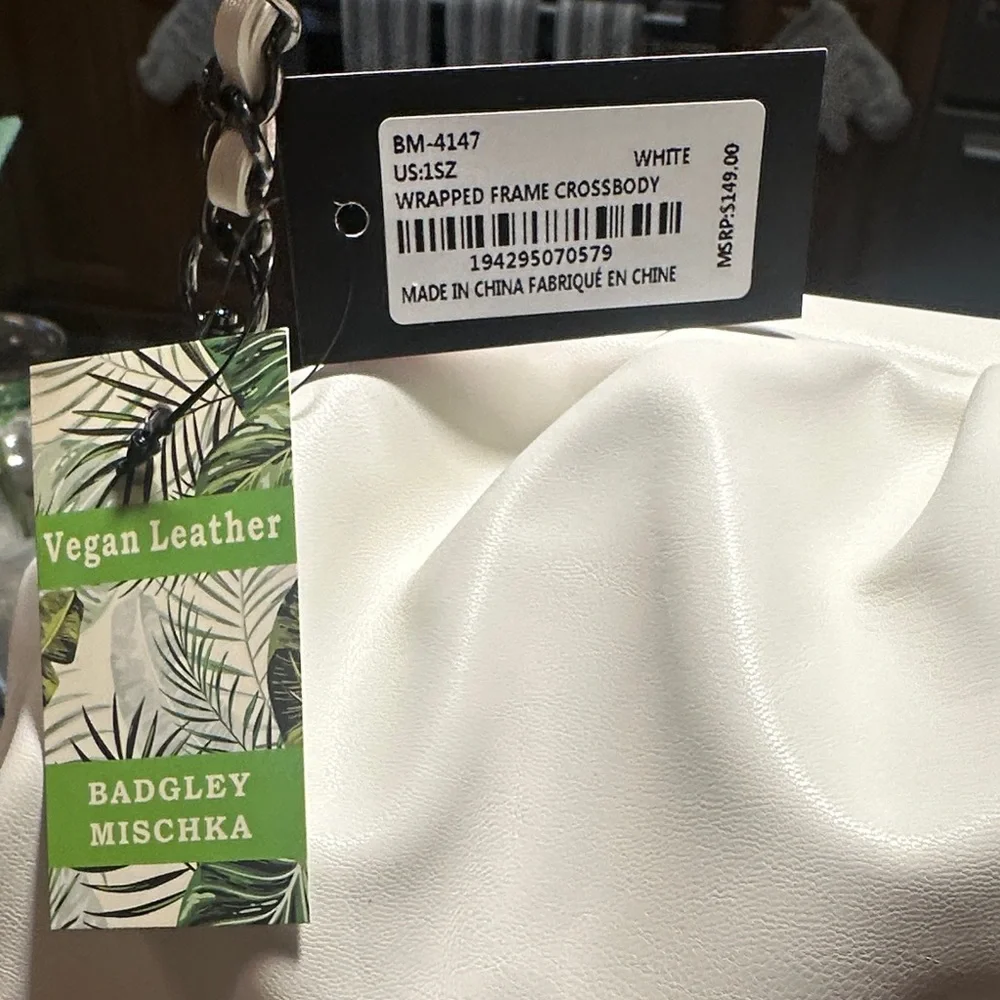 BM-4147
US:1SZ WHITE
WRAPPED FRAME CROSSBODY
194295070579
MADE IN CHINA FABRIQUÉ EN CHINE
MSRP:$149.00
Vegan Leather
BADGLEY
MISCHKA